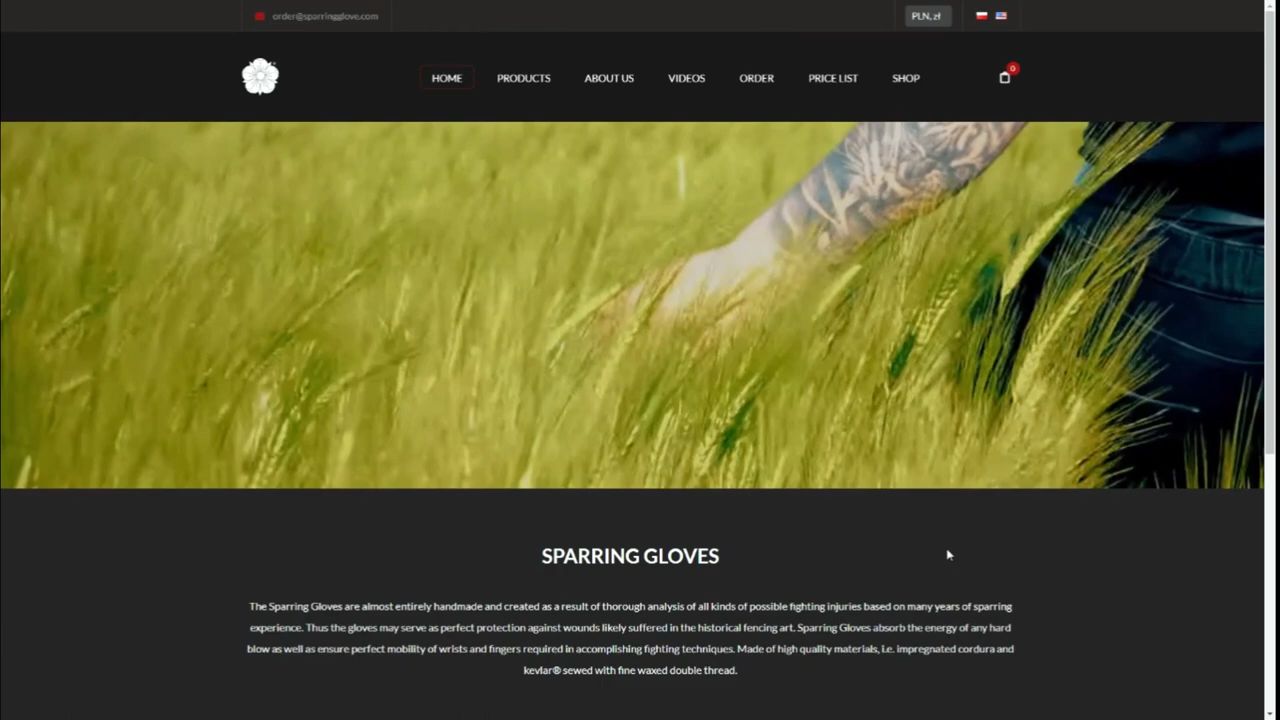 order@sparringglove.com
PLN, zł
HOME PRODUCTS ABOUT US VIDEOS ORDER PRICE LIST SHOP
0
SPARRING GLOVES
The Sparring Gloves are almost entirely handmade and created as a result of thorough analysis of all kinds of possible fighting injuries based on many years of sparring
experience. Thus the gloves may serve as perfect protection against wounds likely suffered in the historical fencing art. Sparring Gloves absorb the energy of any hard
blow as well as ensure perfect mobility of wrists and fingers required in accomplishing fighting techniques. Made of high quality materials, i.e. impregnated cordura and
kevlar® sewed with fine waxed double thread.